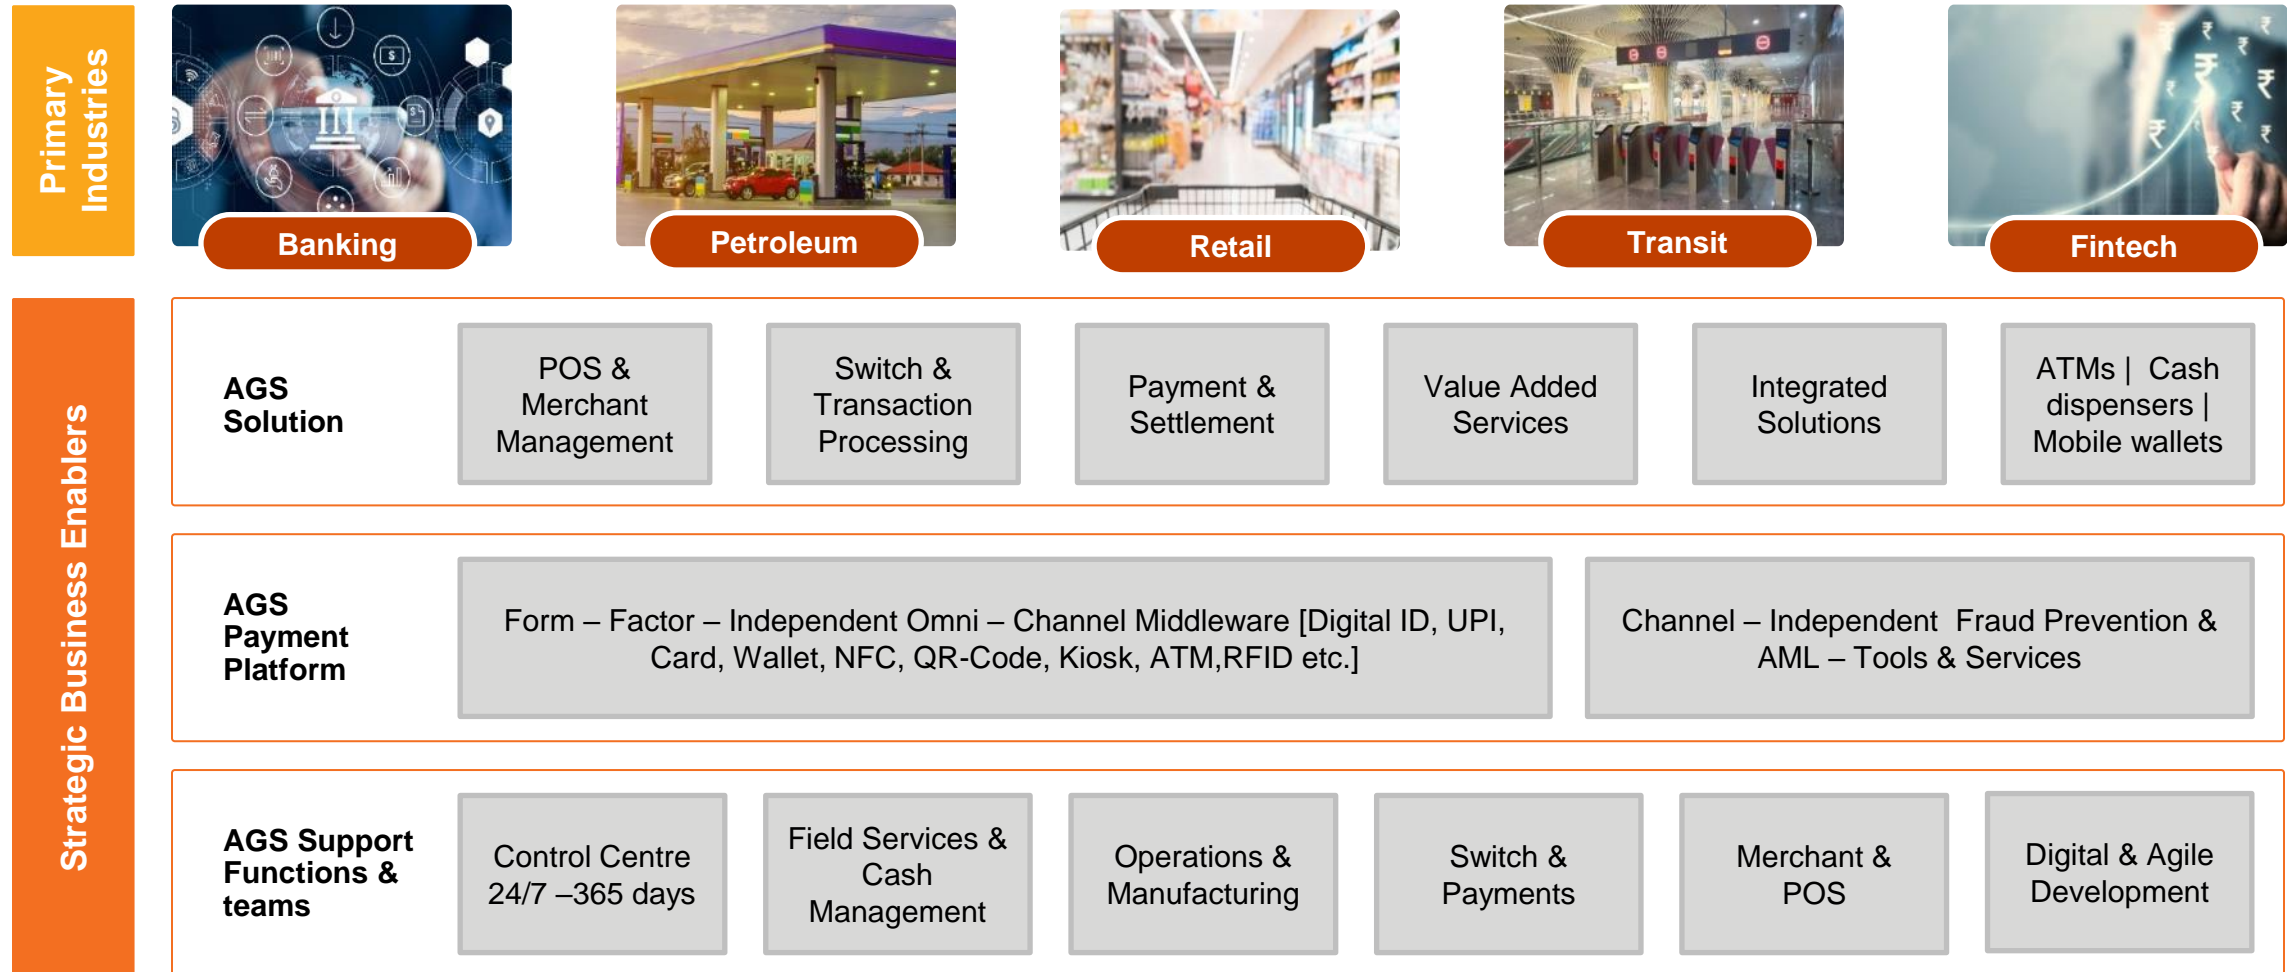 Primary
Industries
Banking
Petroleum
Retail
Transit
Fintech
Strategic Business Enablers
AGS
Solution
POS &
Merchant
Management
Switch &
Transaction
Processing
Payment &
Settlement
Value Added
Services
Integrated
Solutions
ATMs |  Cash
dispensers |
Mobile wallets
AGS
Payment
Platform
Form – Factor – Independent Omni – Channel Middleware [Digital ID, UPI,
Card, Wallet, NFC, QR-Code, Kiosk, ATM,RFID etc.]
Channel – Independent  Fraud Prevention &
AML – Tools & Services
AGS Support
Functions &
teams
Control Centre
24/7 –365 days
Field Services &
Cash
Management
Operations &
Manufacturing
Switch &
Payments
Merchant &
POS
Digital & Agile
Development